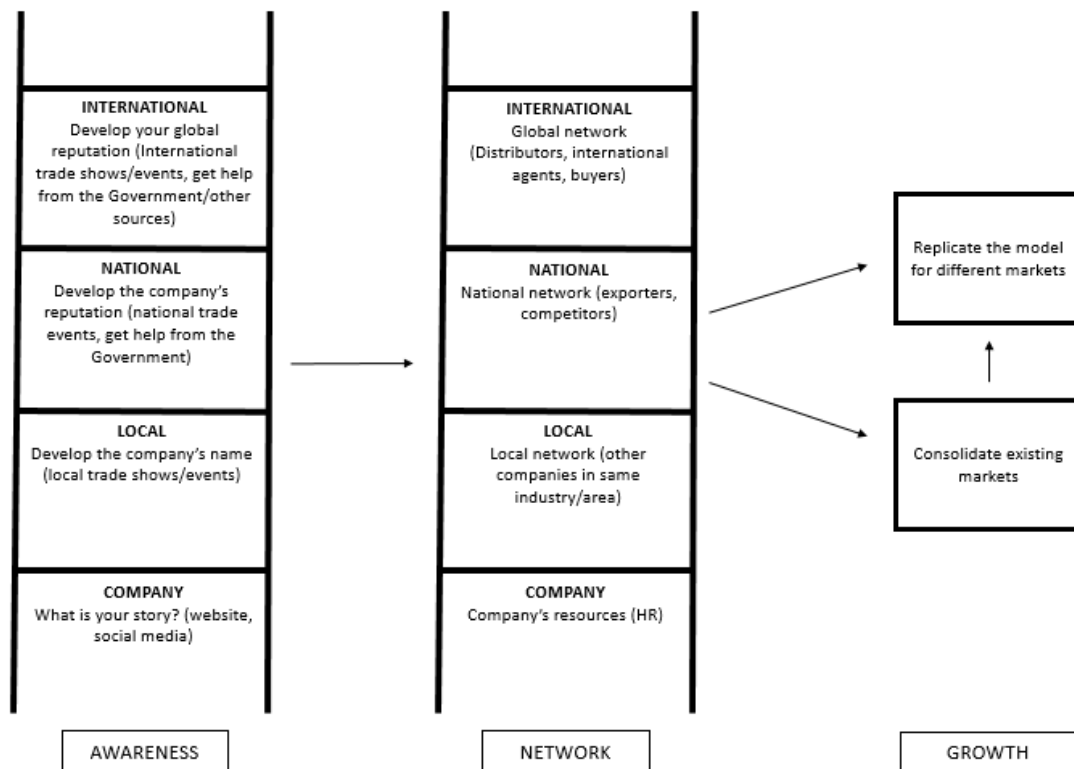 INTERNATIONAL
Develop your global
reputation (International
trade shows/events, get help
from the Government/other
sources)
NATIONAL
Develop the company's
reputation (national trade
events, get help from the
Government)
LOCAL
Develop the company's name
(local trade shows/events)
COMPANY
What is your story? (website,
social media)
AWARENESS
INTERNATIONAL
Global network
(Distributors, international
agents, buyers)
NATIONAL
National network (exporters,
competitors)
LOCAL
Local network (other
companies in same
industry/area)
COMPANY
Company's resources (HR)
NETWORK
Replicate the model
for different markets
Consolidate existing
markets
GROWTH